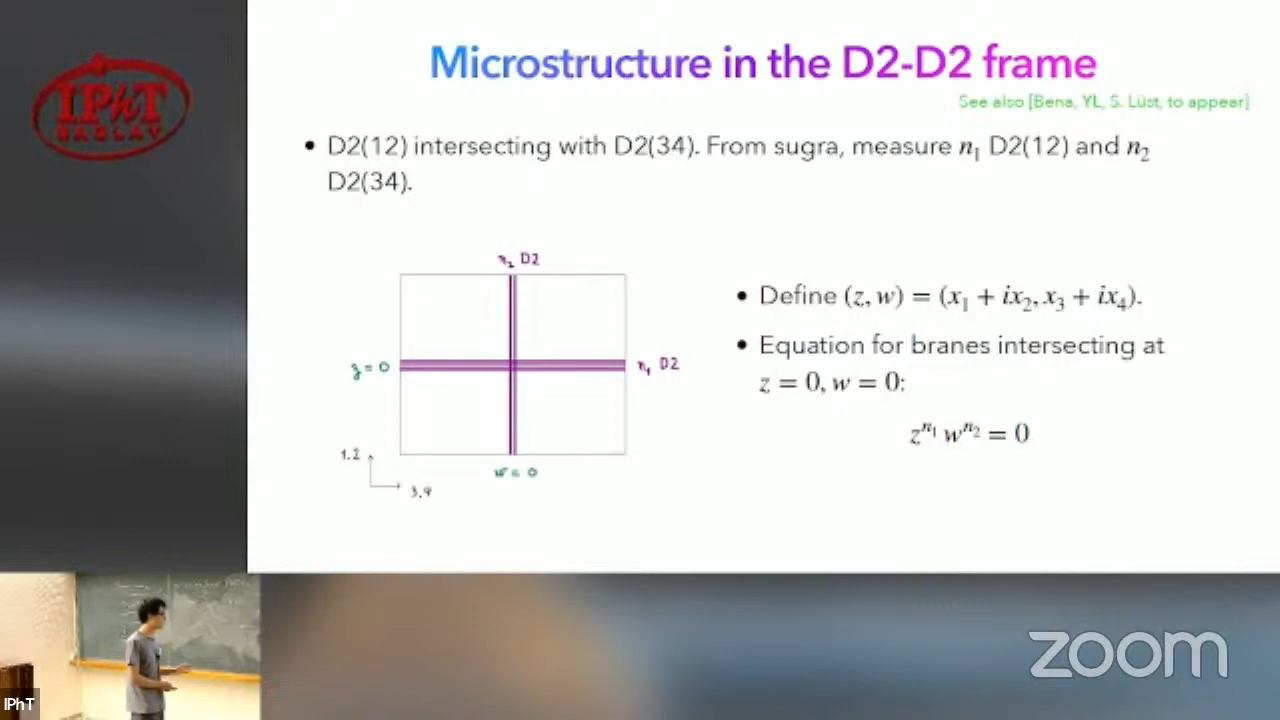 IPhT
SACLAY
Microstructure in the D2-D2 frame
See also [Bena, YL, S. Lüst, to appear]
• D2(12) intersecting with D2(34). From sugra, measure n₁ D2(12) and n₂
D2(34).
n₂ D2
z = 0
n₁ D2
1,2
w = 0
3,4
• Define (z, w) = (x₁ + ix₂, x₃ + ix₄).
• Equation for branes intersecting at
z = 0, w = 0:
zⁿ¹ wⁿ² = 0
IPhT
zoom